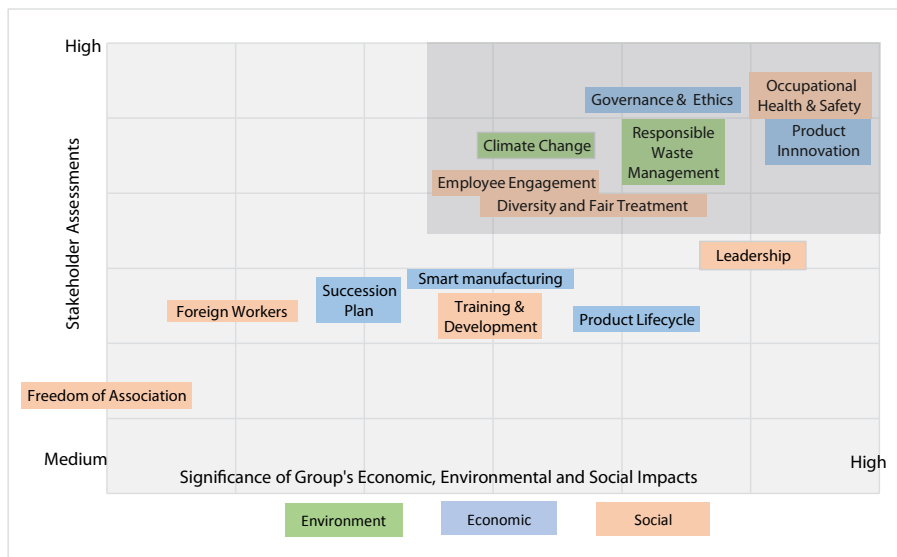 High
Occupational
Health & Safety
Governance & Ethics
Product
Innnovation
Responsible
Waste
Management
Climate Change
Employee Engagement
Diversity and Fair Treatment
Stakeholder Assessments
Leadership
Smart manufacturing
Succession
Plan
Foreign Workers
Training &
Development
Product Lifecycle
Freedom of Association
Medium
High
Significance of Group's Economic, Environmental and Social Impacts
Environment
Economic
Social